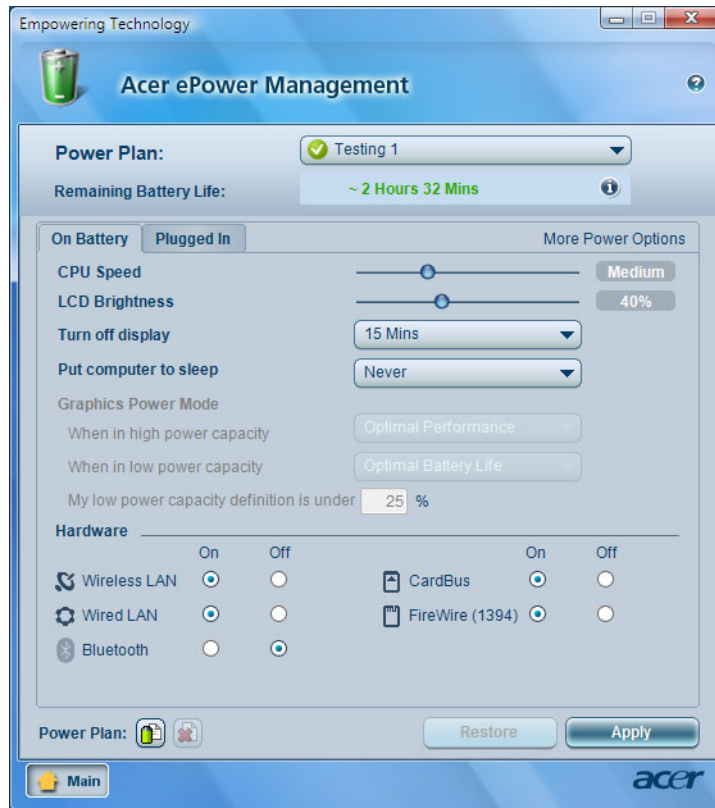 Empowering Technology
Acer ePower Management
Power Plan: Testing 1
Remaining Battery Life: ~ 2 Hours 32 Mins
On Battery Plugged In More Power Options
CPU Speed Medium
LCD Brightness 40%
Turn off display 15 Mins
Put computer to sleep Never
Graphics Power Mode
When in high power capacity Optimal Performance
When in low power capacity Optimal Battery Life
My low power capacity definition is under 25 %
Hardware
On Off On Off
Wireless LAN CardBus
Wired LAN FireWire (1394)
Bluetooth
Power Plan: Restore Apply
Main acer